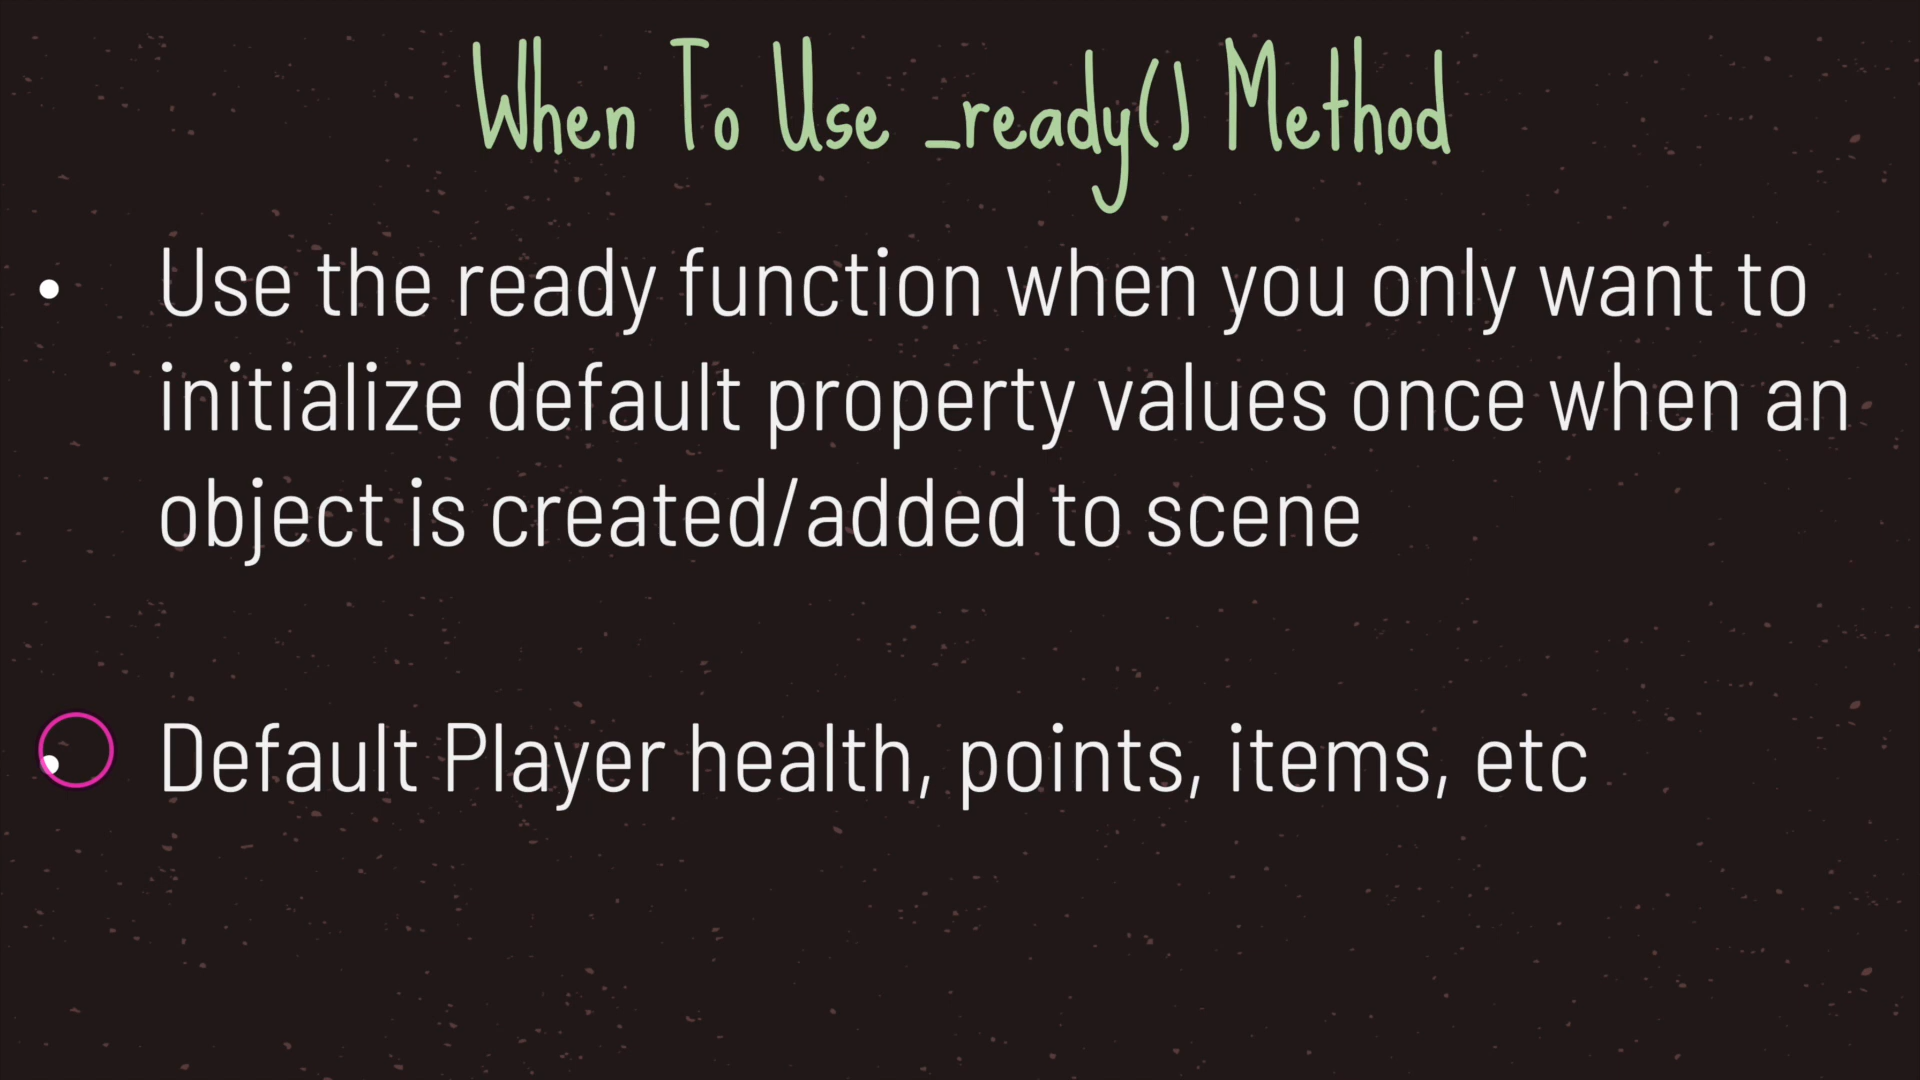 When To Use _ready() Method
• Use the ready function when you only want to
initialize default property values once when an
object is created/added to scene
• Default Player health, points, items, etc